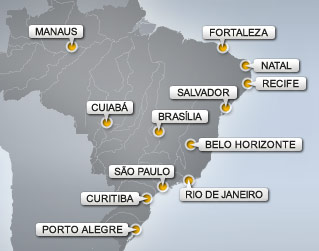 MANAUS
FORTALEZA
NATAL
RECIFE
SALVADOR
CUIABÁ
BRASÍLIA
BELO HORIZONTE
SÃO PAULO
RIO DE JANEIRO
CURITIBA
PORTO ALEGRE